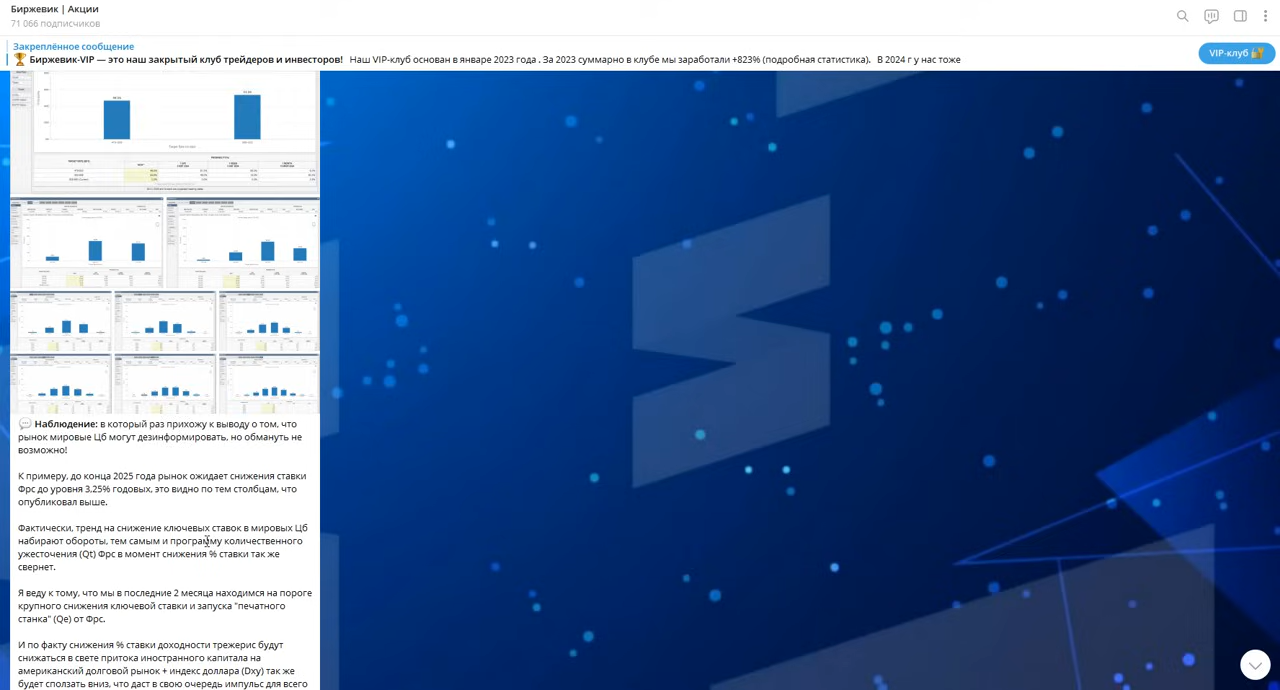 Биржевик | Акции
71 066 подписчиков
Закреплённое сообщение
🏆 Биржевик-VIP — это наш закрытый клуб трейдеров и инвесторов! Наш VIP-клуб основан в январе 2023 года . За 2023 суммарно в клубе мы заработали +823% (подробная статистика). В 2024 г у нас тоже
VIP-клуб 🔐
💬 Наблюдение: в который раз прихожу к выводу о том, что
рынок мировые Цб могут дезинформировать, но обмануть не
возможно!
К примеру, до конца 2025 года рынок ожидает снижения ставки
Фрс до уровня 3,25% годовых, это видно по тем столбцам, что
опубликовал выше.
Фактически, тренд на снижение ключевых ставок в мировых Цб
набирают обороты, тем самым и программу количественного
ужесточения (Qt) Фрс в момент снижения % ставки так же
свернет.
Я веду к тому, что мы в последние 2 месяца находимся на пороге
крупного снижения ключевой ставки и запуска "печатного
станка" (Qe) от Фрс.
И по факту снижения % ставки доходности трежерис будут
снижаться в свете притока иностранного капитала на
американский долговой рынок + индекс доллара (Dxy) так же
будет сползать вниз, что даст в свою очередь импульс для всего